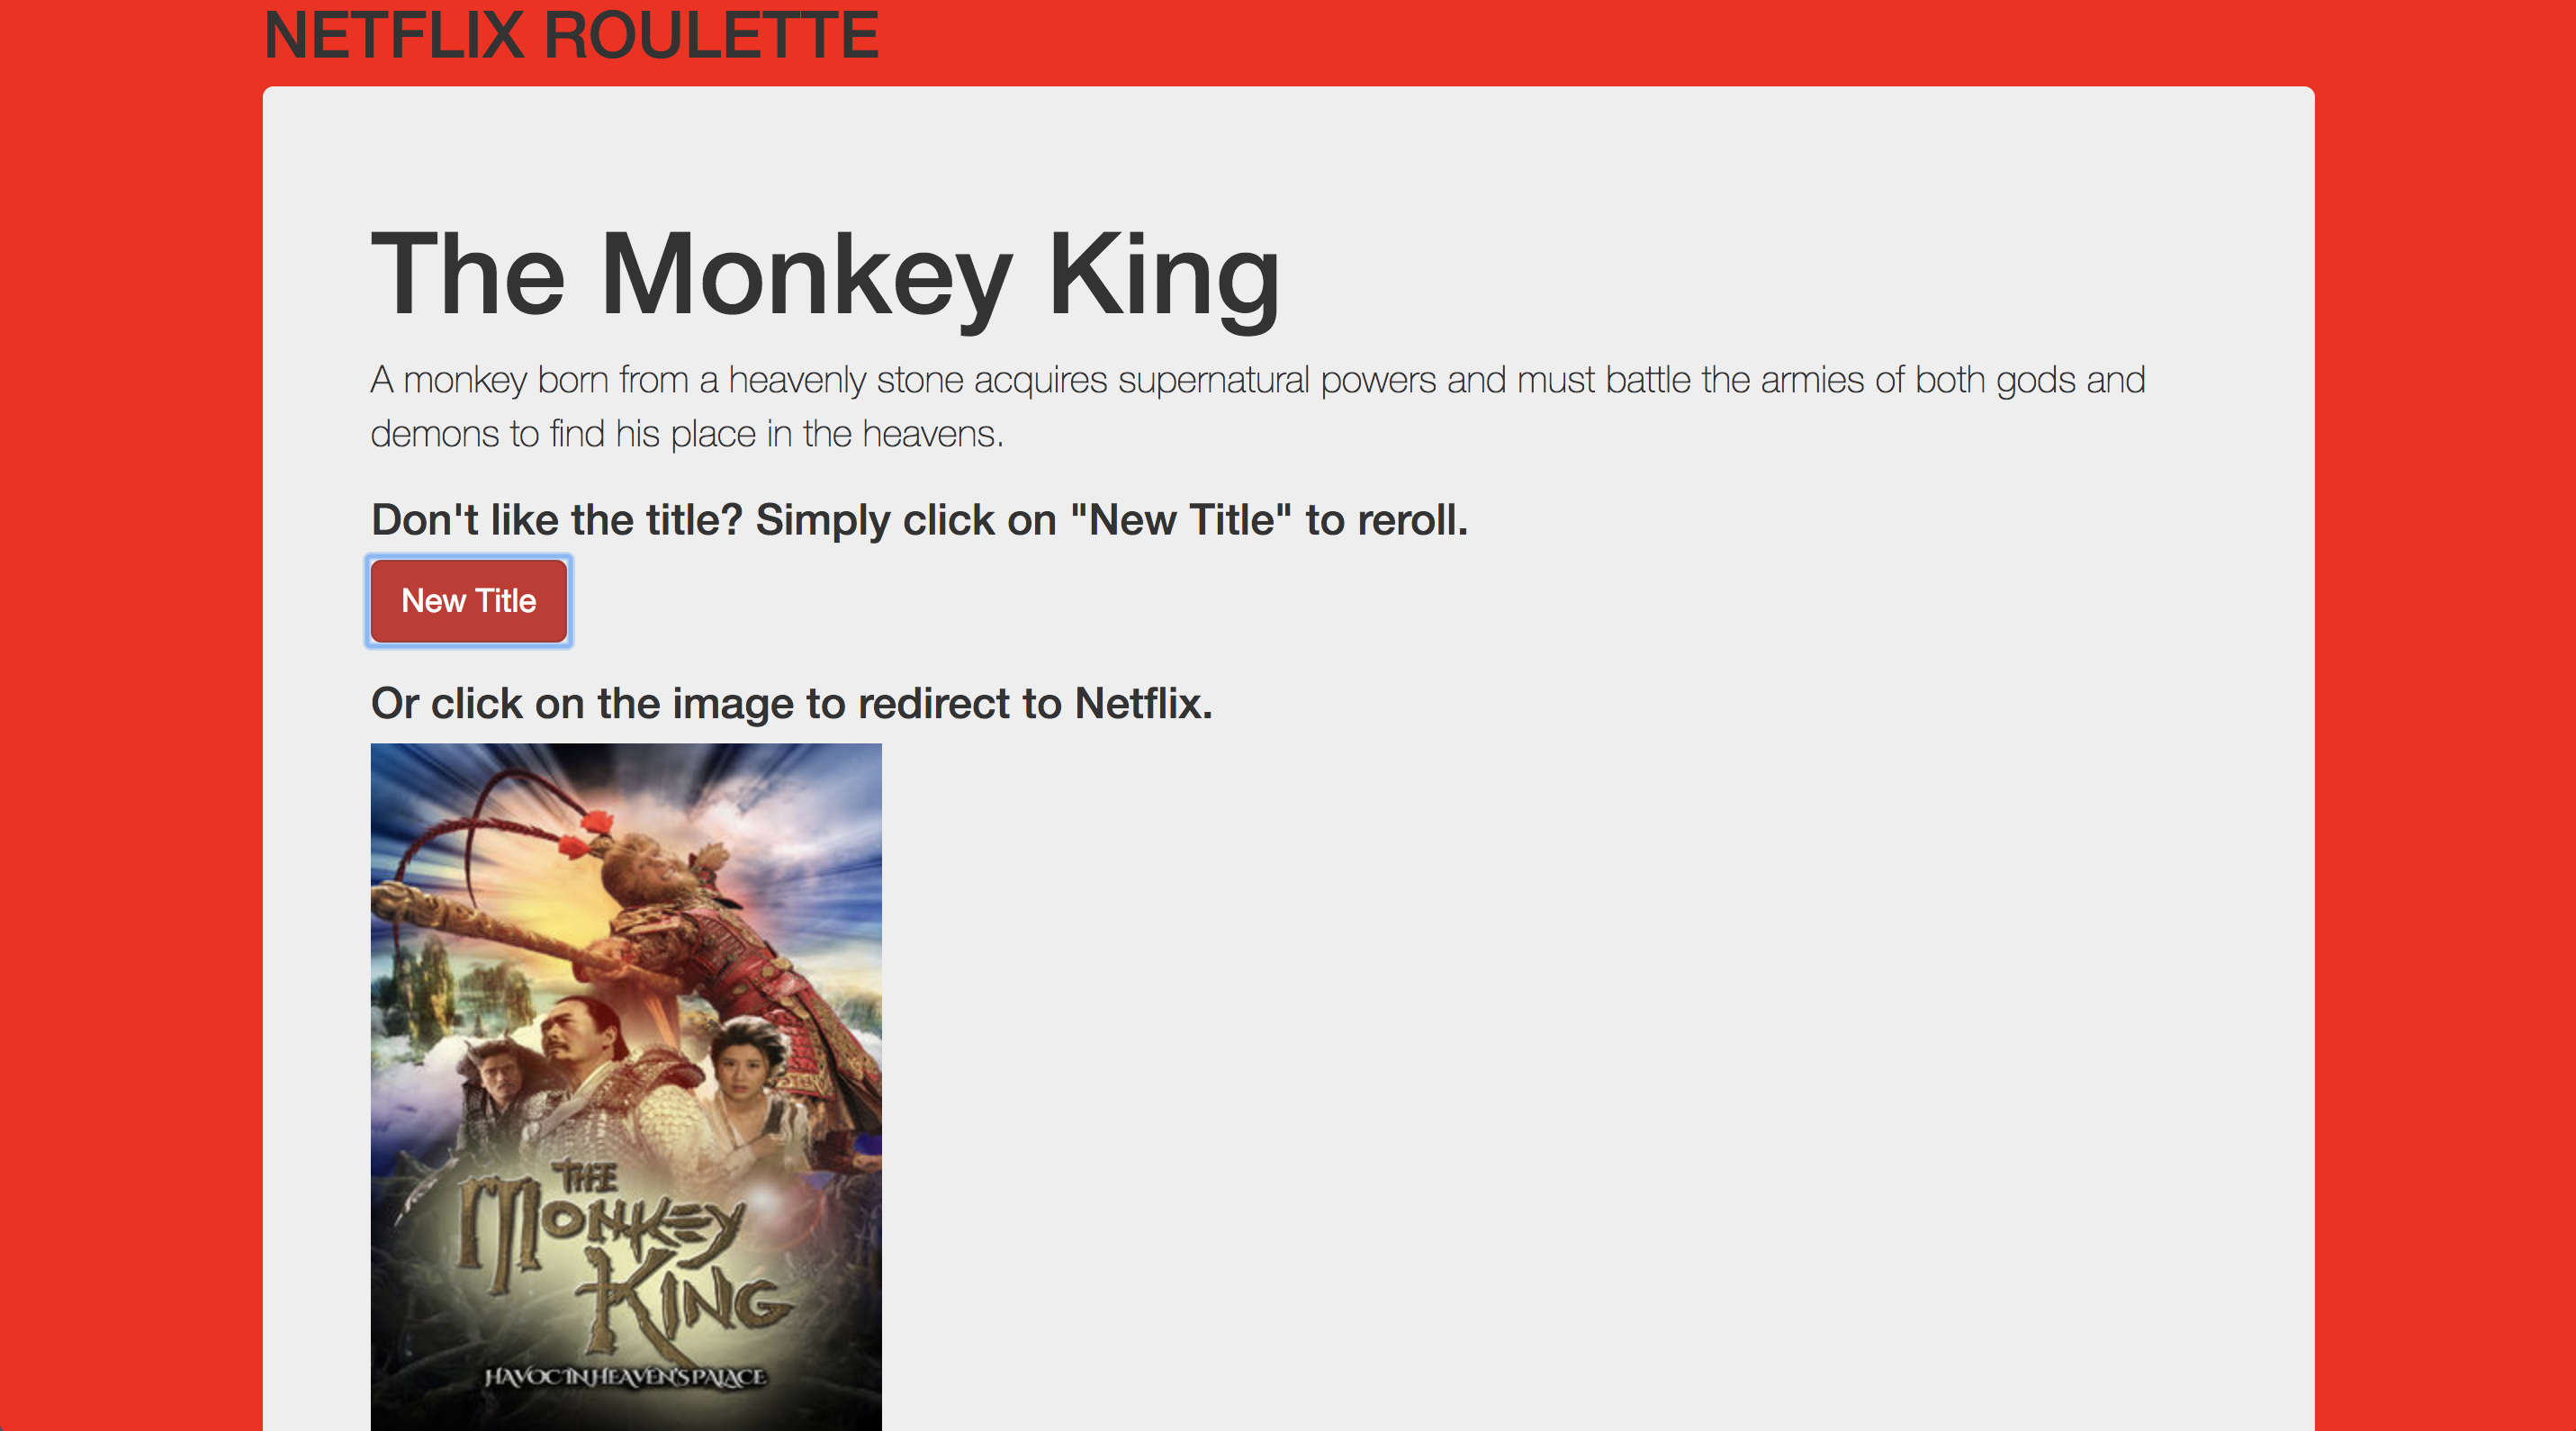 NETFLIX ROULETTE
The Monkey King
A monkey born from a heavenly stone acquires supernatural powers and must battle the armies of both gods and
demons to find his place in the heavens.
Don't like the title? Simply click on "New Title" to reroll.
New Title
Or click on the image to redirect to Netflix.
THE
MONKEY
KING
HAVOC IN HEAVEN'S PALACE